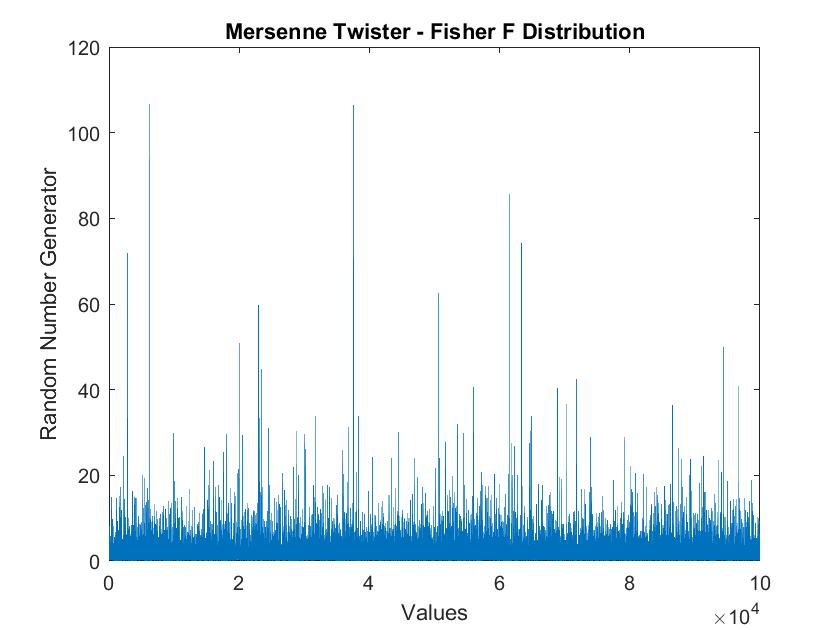 Mersenne Twister - Fisher F Distribution
120
100
80
60
40
20
0
Random Number Generator
0 2 4 6 8 10
×10^4
Values